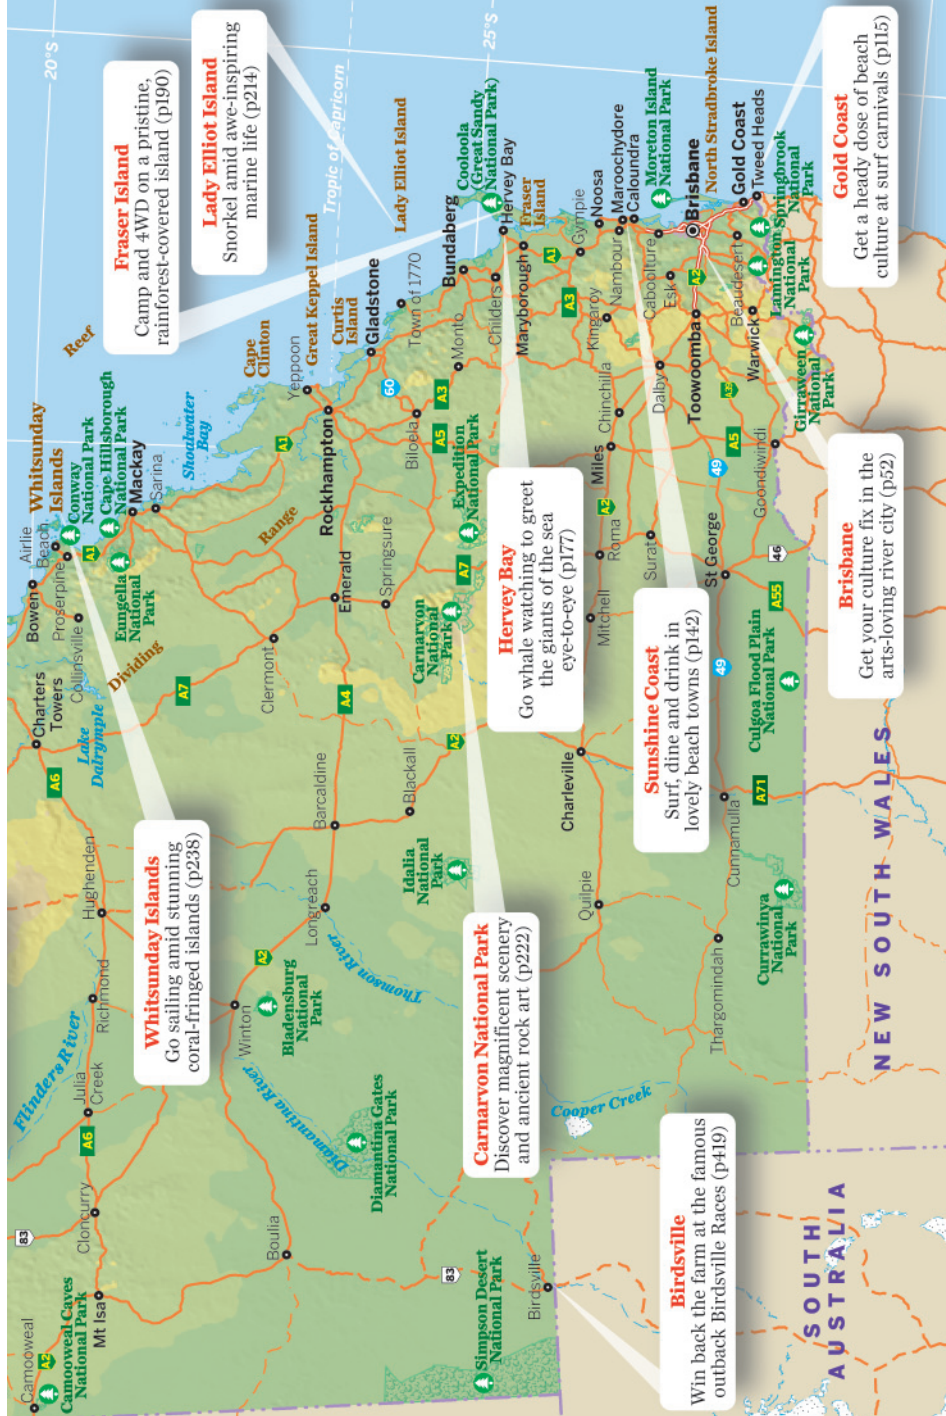 Fraser Island
Camp and 4WD on a pristine,
rainforest-covered island (p190)
Lady Elliot Island
Snorkel amid awe-inspiring
marine life (p214)
Whitsunday Islands
Go sailing amid stunning
coral-fringed islands (p238)
Carnarvon National Park
Discover magnificent scenery
and ancient rock art (p222)
Hervey Bay
Go whale watching to greet
the giants of the sea
eye-to-eye (p177)
Sunshine Coast
Surf, dine and drink in
lovely beach towns (p142)
Birdsville
Win back the farm at the famous
outback Birdsville Races (p419)
Brisbane
Get your culture fix in the
arts-loving river city (p52)
Gold Coast
Get a heady dose of beach
culture at surf carnivals (p115)
Camooweal
A2
Camooweal Caves
National Park
Mt Isa
83
Cloncurry
A6
Julia
Creek
Flinders River
Richmond
Hughenden
A6
Charters
Towers
Lake
Dalrymple
Collinsville
Bowen
Proserpine
Airlie
Beach
A1
Whitsunday
Islands
Conway
National Park
Cape Hillsborough
National Park
Eungella
National
Park
Mackay
Sarina
Reef
20°S
Dividing
Range
A7
Clermont
Shoalwater
Bay
A1
Cape
Clinton
Yeppoon
Great Keppel Island
Tropic of Capricorn
Curtis
Island
Rockhampton
Gladstone
60
Boulia
Diamantina River
Diamantina Gates
National Park
Winton
A2
Bladensburg
National
Park
Longreach
Thomson River
Barcaldine
A4
Emerald
Springsure
Blackall
Idalia
National
Park
A2
Carnarvon
National
Park
A7
Expedition
National Park
A5
A3
Biloela
Monto
Town of 1770
Lady Elliot Island
Bundaberg
Cooloola
(Great Sandy
National Park)
25°S
Hervey Bay
Fraser
Island
Childers
Maryborough
A1
A3
Gympie
Noosa
Maroochydore
Caloundra
Nambour
Kingaroy
Caboolture
Esk
Moreton Island
National Park
Brisbane
North Stradbroke Island
Gold Coast
Tweed Heads
Springbrook
National
Park
Lamington
National
Park
Beaudesert
A2
Toowoomba
Warwick
Girraween
National
Park
A39
Dalby
Chinchilla
Miles
A2
Roma
Mitchell
Surat
St George
49
A5
Goondiwindi
46
A55
49
Culgoa Flood Plain
National Park
Charleville
Quilpie
Cunnamulla
A71
Currawinya
National
Park
Thargomindah
Cooper Creek
Birdsville
83
Simpson Desert
National Park
SOUTH
AUSTRALIA
NEW SOUTH WALES